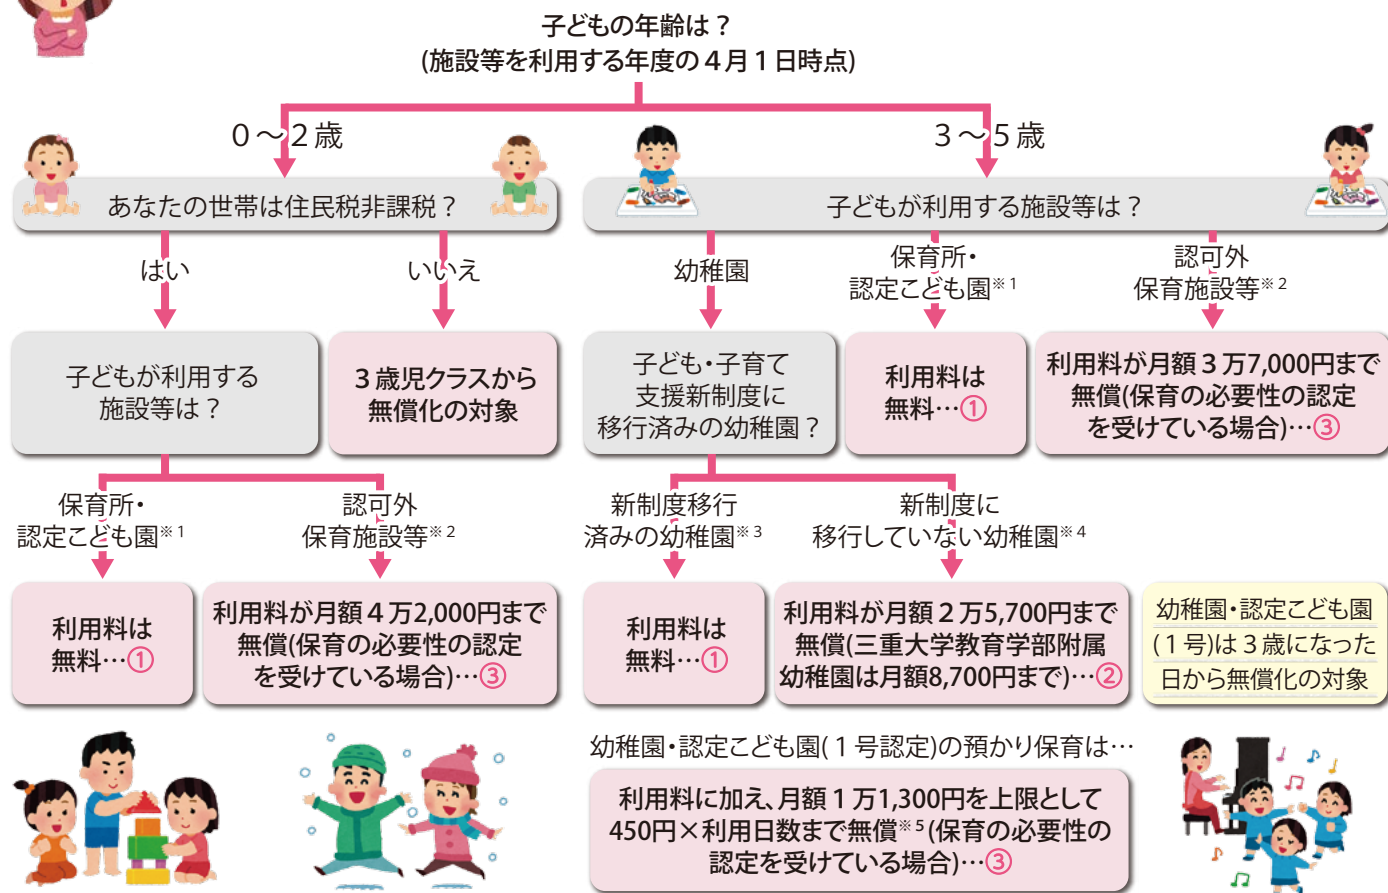 子どもの年齢は？
(施設等を利用する年度の４月１日時点)
０～２歳
３～５歳
あなたの世帯は住民税非課税？
子どもが利用する施設等は？
はい
いいえ
幼稚園
保育所・
認定こども園※1
認可外
保育施設等※2
子どもが利用する
施設等は？
３歳児クラスから
無償化の対象
子ども・子育て
支援新制度に
移行済みの幼稚園？
利用料は
無料…①
利用料が月額３万7,000円まで
無償(保育の必要性の認定
を受けている場合)…③
保育所・
認定こども園※1
認可外
保育施設等※2
新制度移行
済みの幼稚園※3
新制度に
移行していない幼稚園※4
利用料は
無料…①
利用料が月額４万2,000円まで
無償(保育の必要性の認定
を受けている場合)…③
利用料は
無料…①
利用料が月額２万5,700円まで
無償(三重大学教育学部附属
幼稚園は月額8,700円まで)…②
幼稚園・認定こども園
(１号)は３歳になった
日から無償化の対象
幼稚園・認定こども園(１号認定)の預かり保育は…
利用料に加え、月額１万1,300円を上限として
450円×利用日数まで無償※5(保育の必要性の
認定を受けている場合)…③